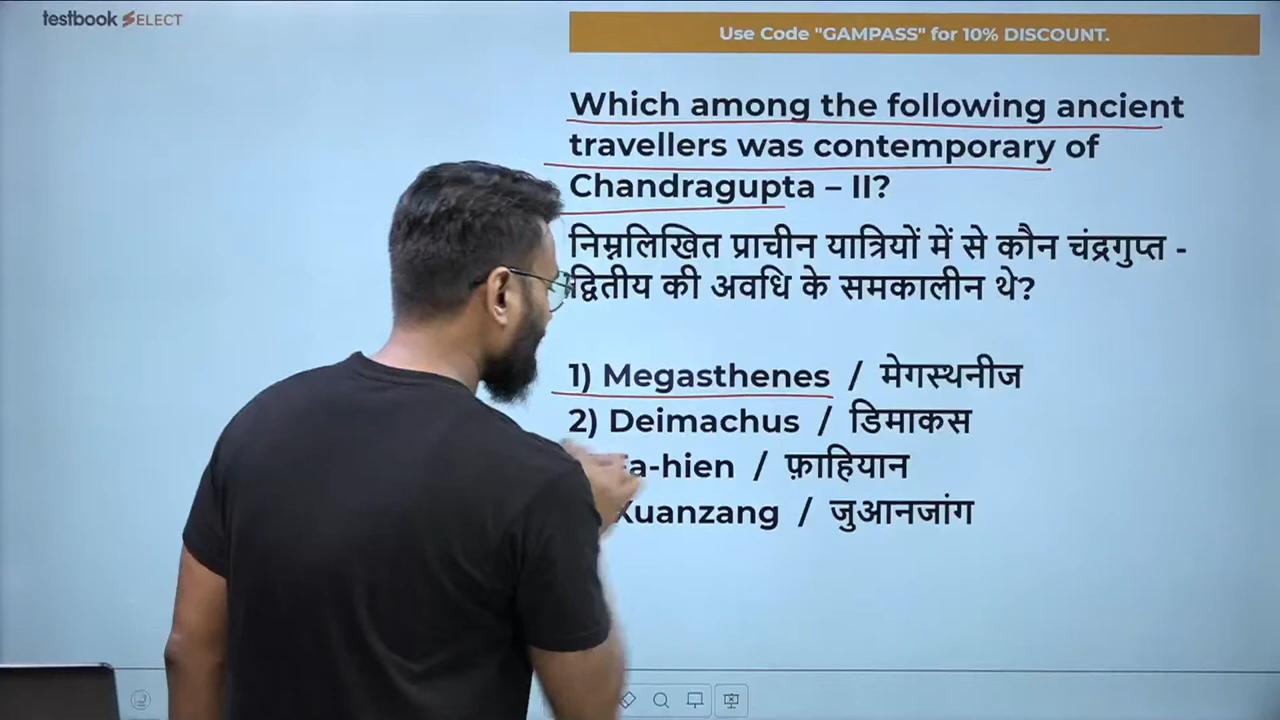 testbook SELECT
Use Code "GAMPASS" for 10% DISCOUNT.
Which among the following ancient
travellers was contemporary of
Chandragupta – II?
निम्नलिखित प्राचीन यात्रियों में से कौन चंद्रगुप्त -
द्वितीय की अवधि के समकालीन थे?
1) Megasthenes / मेगस्थनीज
2) Deimachus / डिमाकस
a-hien / फ़ाहियान
Xuanzang / जुआनजांग